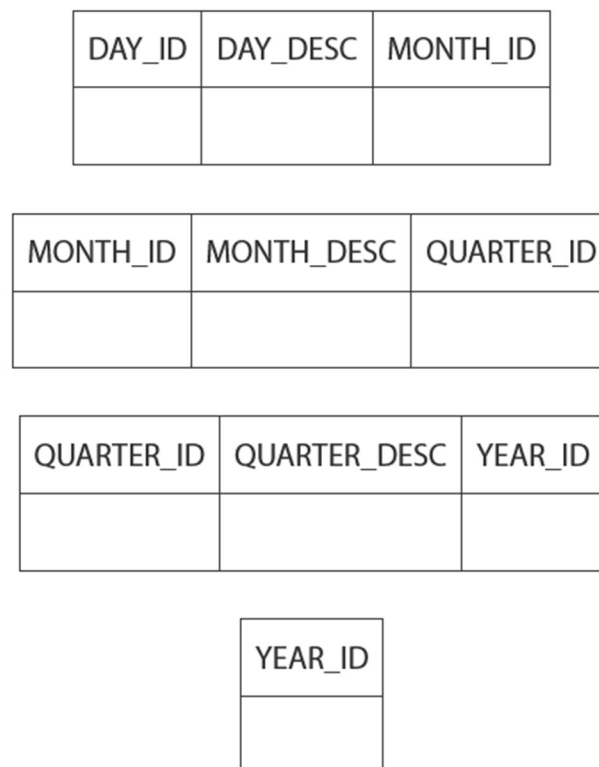 DAY_ID DAY_DESC MONTH_ID
MONTH_ID MONTH_DESC QUARTER_ID
QUARTER_ID QUARTER_DESC YEAR_ID
YEAR_ID